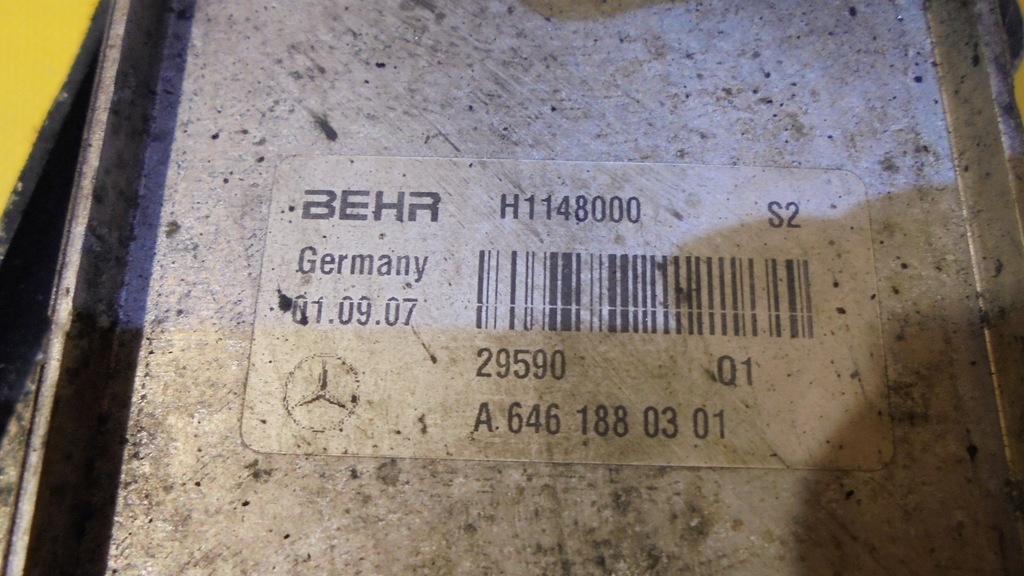 BEHR H1148000 S2
Germany
01.09.07
29590 Q1
A 646 188 03 01